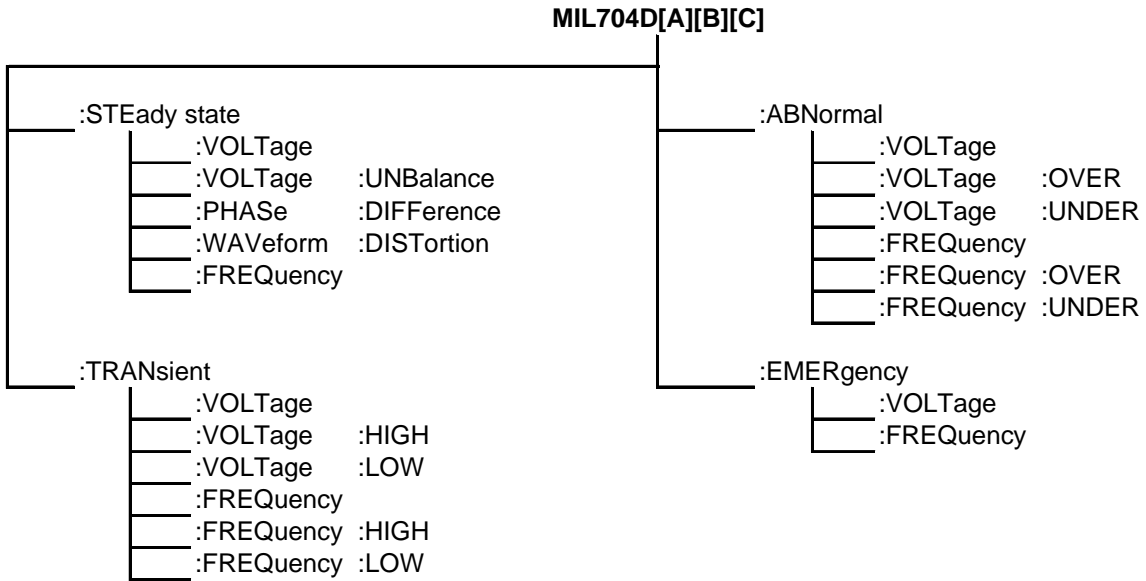 MIL704D[A][B][C]
:STEady state
:VOLTage
:VOLTage :UNBalance
:PHASe :DIFFerence
:WAVeform :DISTortion
:FREQuency
:TRANsient
:VOLTage
:VOLTage :HIGH
:VOLTage :LOW
:FREQuency
:FREQuency :HIGH
:FREQuency :LOW
:ABNormal
:VOLTage
:VOLTage :OVER
:VOLTage :UNDER
:FREQuency
:FREQuency :OVER
:FREQuency :UNDER
:EMERgency
:VOLTage
:FREQuency